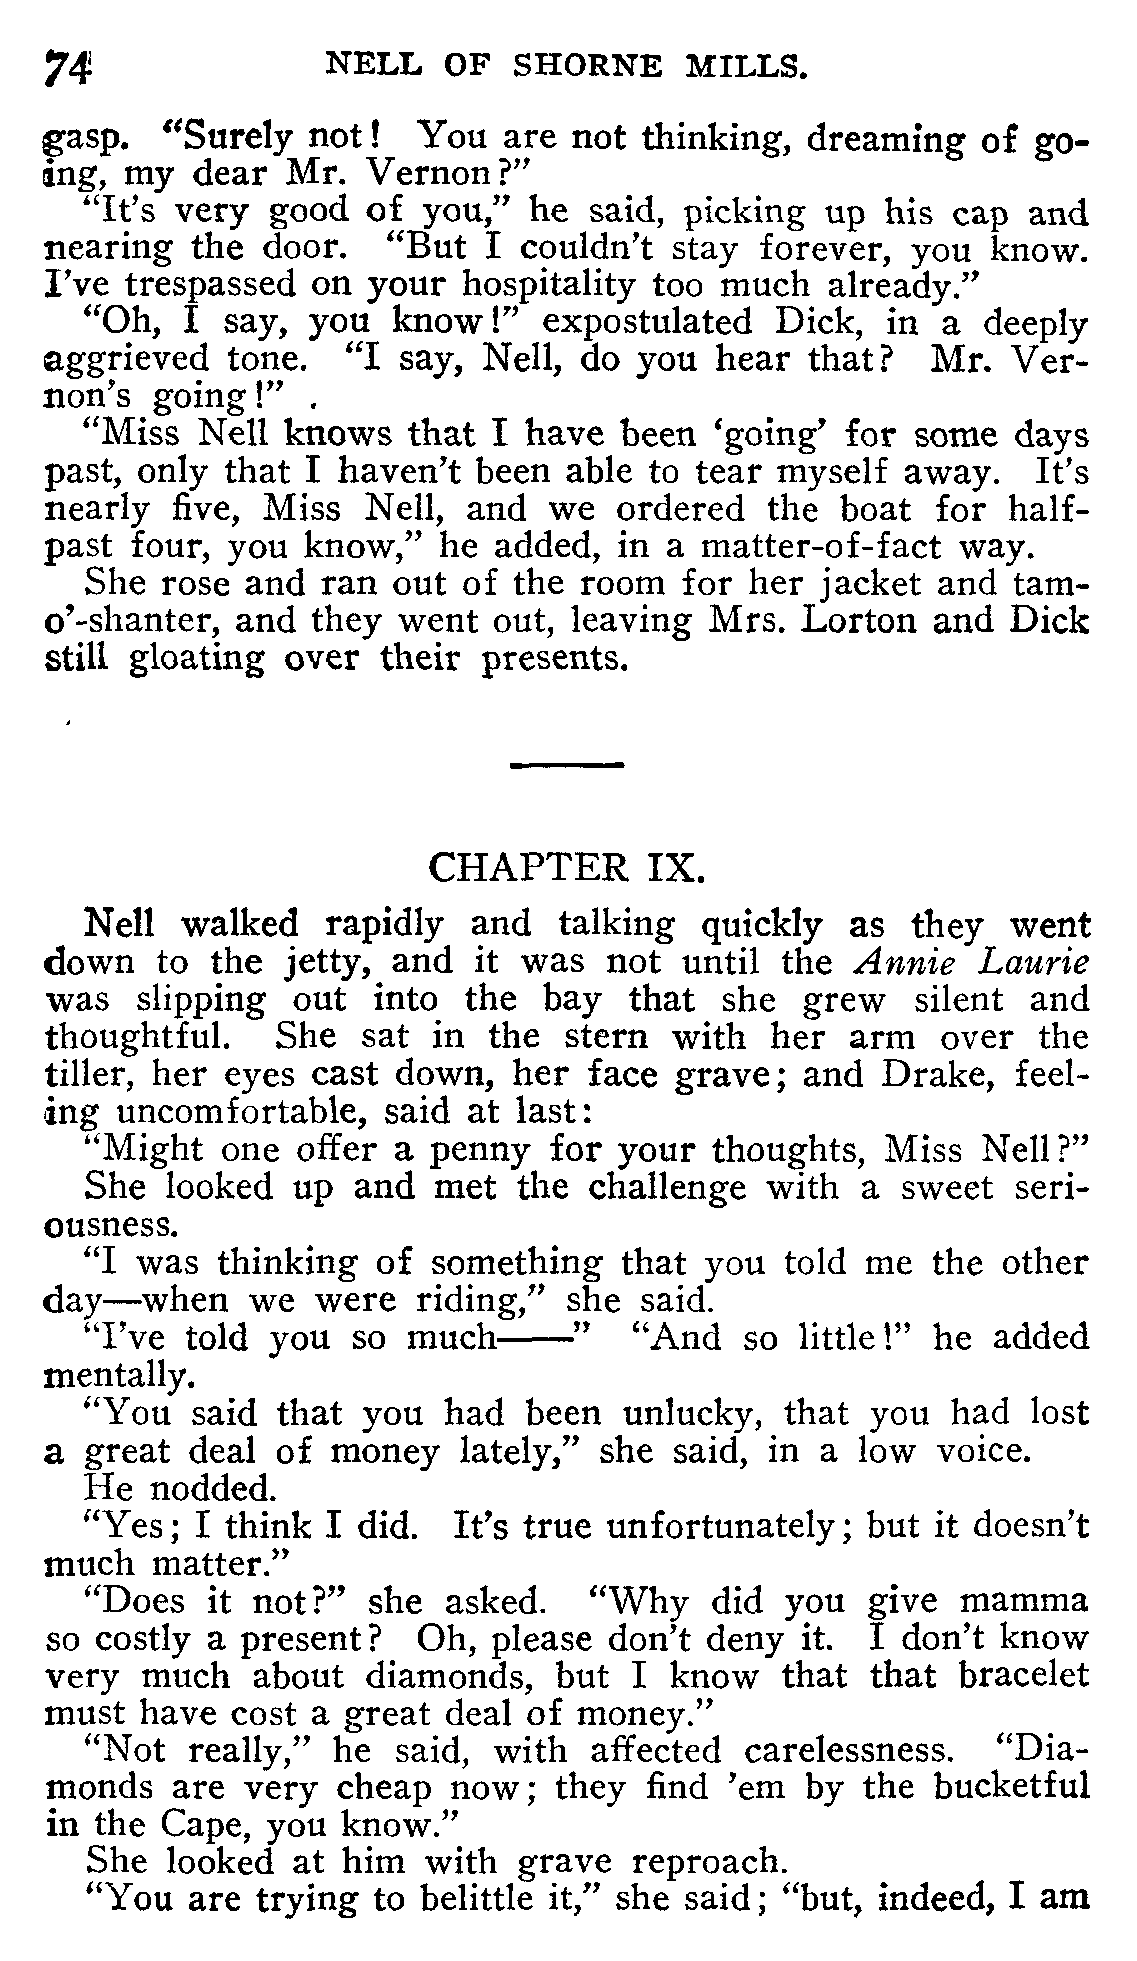 74 NELL OF SHORNE MILLS.
gasp. “Surely not! You are not thinking, dreaming of go-
ing, my dear Mr. Vernon?”
“It’s very good of you,” he said, picking up his cap and
nearing the door. “But I couldn’t stay forever, you know.
I’ve trespassed on your hospitality too much already.”
“Oh, I say, you know!” expostulated Dick, in a deeply
aggrieved tone. “I say, Nell, do you hear that? Mr. Ver-
non’s going!”
“Miss Nell knows that I have been ‘going’ for some days
past, only that I haven’t been able to tear myself away. It’s
nearly five, Miss Nell, and we ordered the boat for half-
past four, you know,” he added, in a matter-of-fact way.
She rose and ran out of the room for her jacket and tam-
o’-shanter, and they went out, leaving Mrs. Lorton and Dick
still gloating over their presents.
CHAPTER IX.
Nell walked rapidly and talking quickly as they went
down to the jetty, and it was not until the Annie Laurie
was slipping out into the bay that she grew silent and
thoughtful. She sat in the stern with her arm over the
tiller, her eyes cast down, her face grave; and Drake, feel-
ing uncomfortable, said at last:
“Might one offer a penny for your thoughts, Miss Nell?”
She looked up and met the challenge with a sweet seri-
ousness.
“I was thinking of something that you told me the other
day—when we were riding,” she said.
“I’ve told you so much——” “And so little!” he added
mentally.
“You said that you had been unlucky, that you had lost
a great deal of money lately,” she said, in a low voice.
He nodded.
“Yes; I think I did. It’s true unfortunately; but it doesn’t
much matter.”
“Does it not?” she asked. “Why did you give mamma
so costly a present? Oh, please don’t deny it. I don’t know
very much about diamonds, but I know that that bracelet
must have cost a great deal of money.”
“Not really,” he said, with affected carelessness. “Dia-
monds are very cheap now; they find ’em by the bucketful
in the Cape, you know.”
She looked at him with grave reproach.
“You are trying to belittle it,” she said; “but, indeed, I am